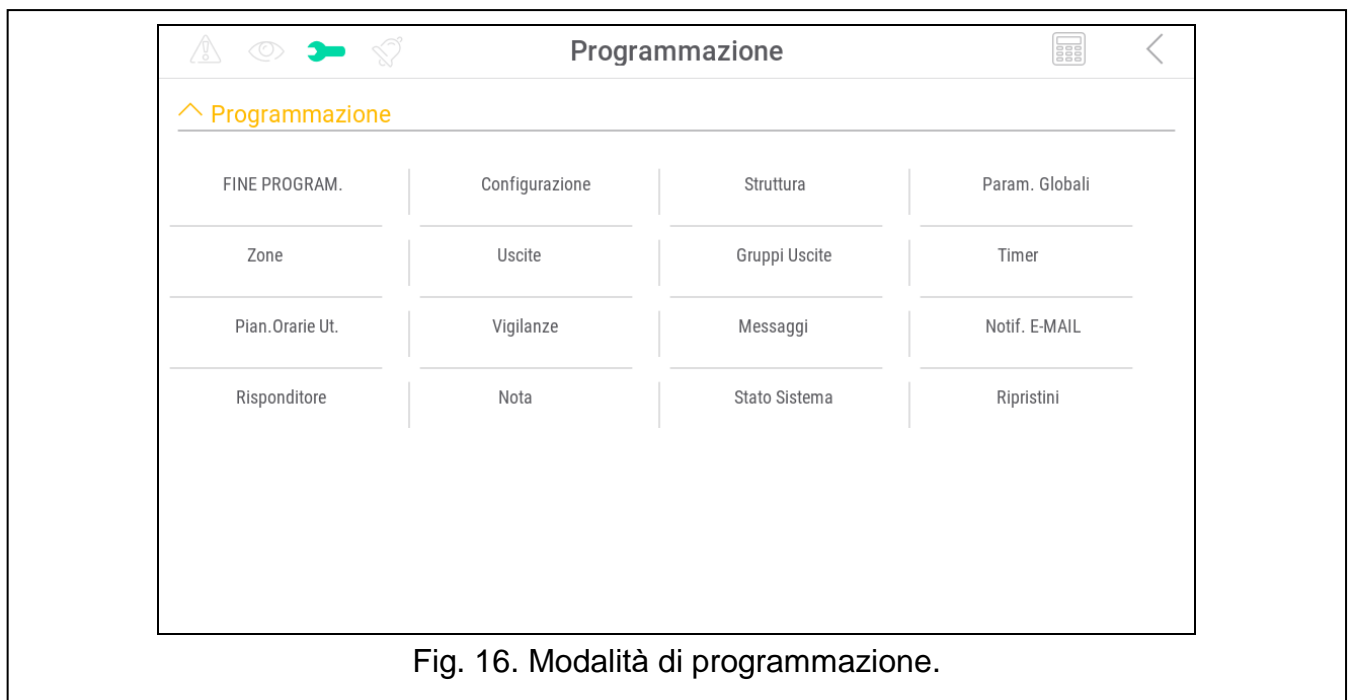 Programmazione
Programmazione
FINE PROGRAM. Configurazione Struttura Param. Globali
Zone Uscite Gruppi Uscite Timer
Pian.Orarie Ut. Vigilanze Messaggi Notif. E-MAIL
Risponditore Nota Stato Sistema Ripristini
Fig. 16. Modalità di programmazione.